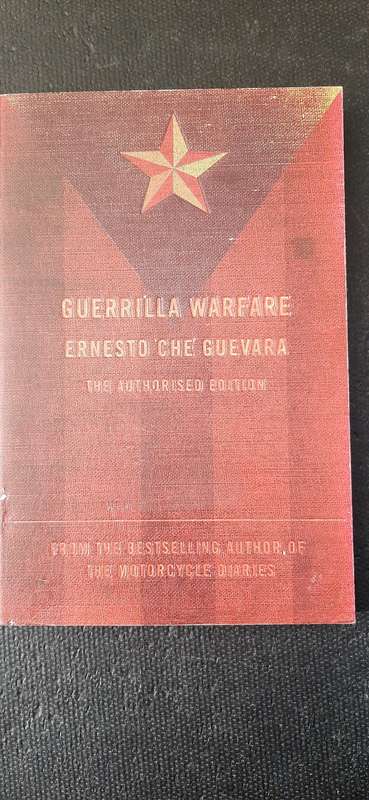 GUERRILLA WARFARE
ERNESTO 'CHE' GUEVARA
THE AUTHORISED EDITION
FROM THE BESTSELLING AUTHOR OF
THE MOTORCYCLE DIARIES